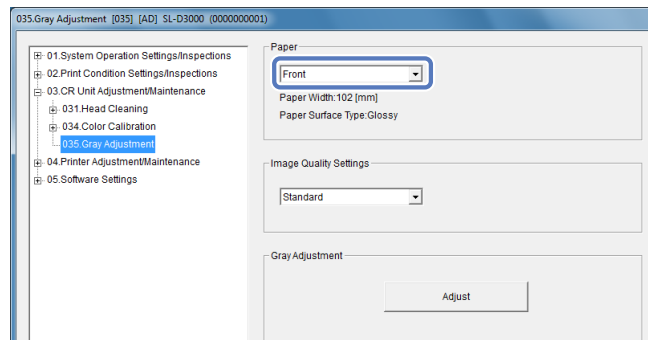 035.Gray Adjustment [035] [AD] SL-D3000 (0000000001)
01.System Operation Settings/Inspections
02.Print Condition Settings/Inspections
03.CR Unit Adjustment/Maintenance
031.Head Cleaning
034.Color Calibration
035.Gray Adjustment
04.Printer Adjustment/Maintenance
05.Software Settings
Paper
Front
Paper Width:102 [mm]
Paper Surface Type:Glossy
Image Quality Settings
Standard
Gray Adjustment
Adjust